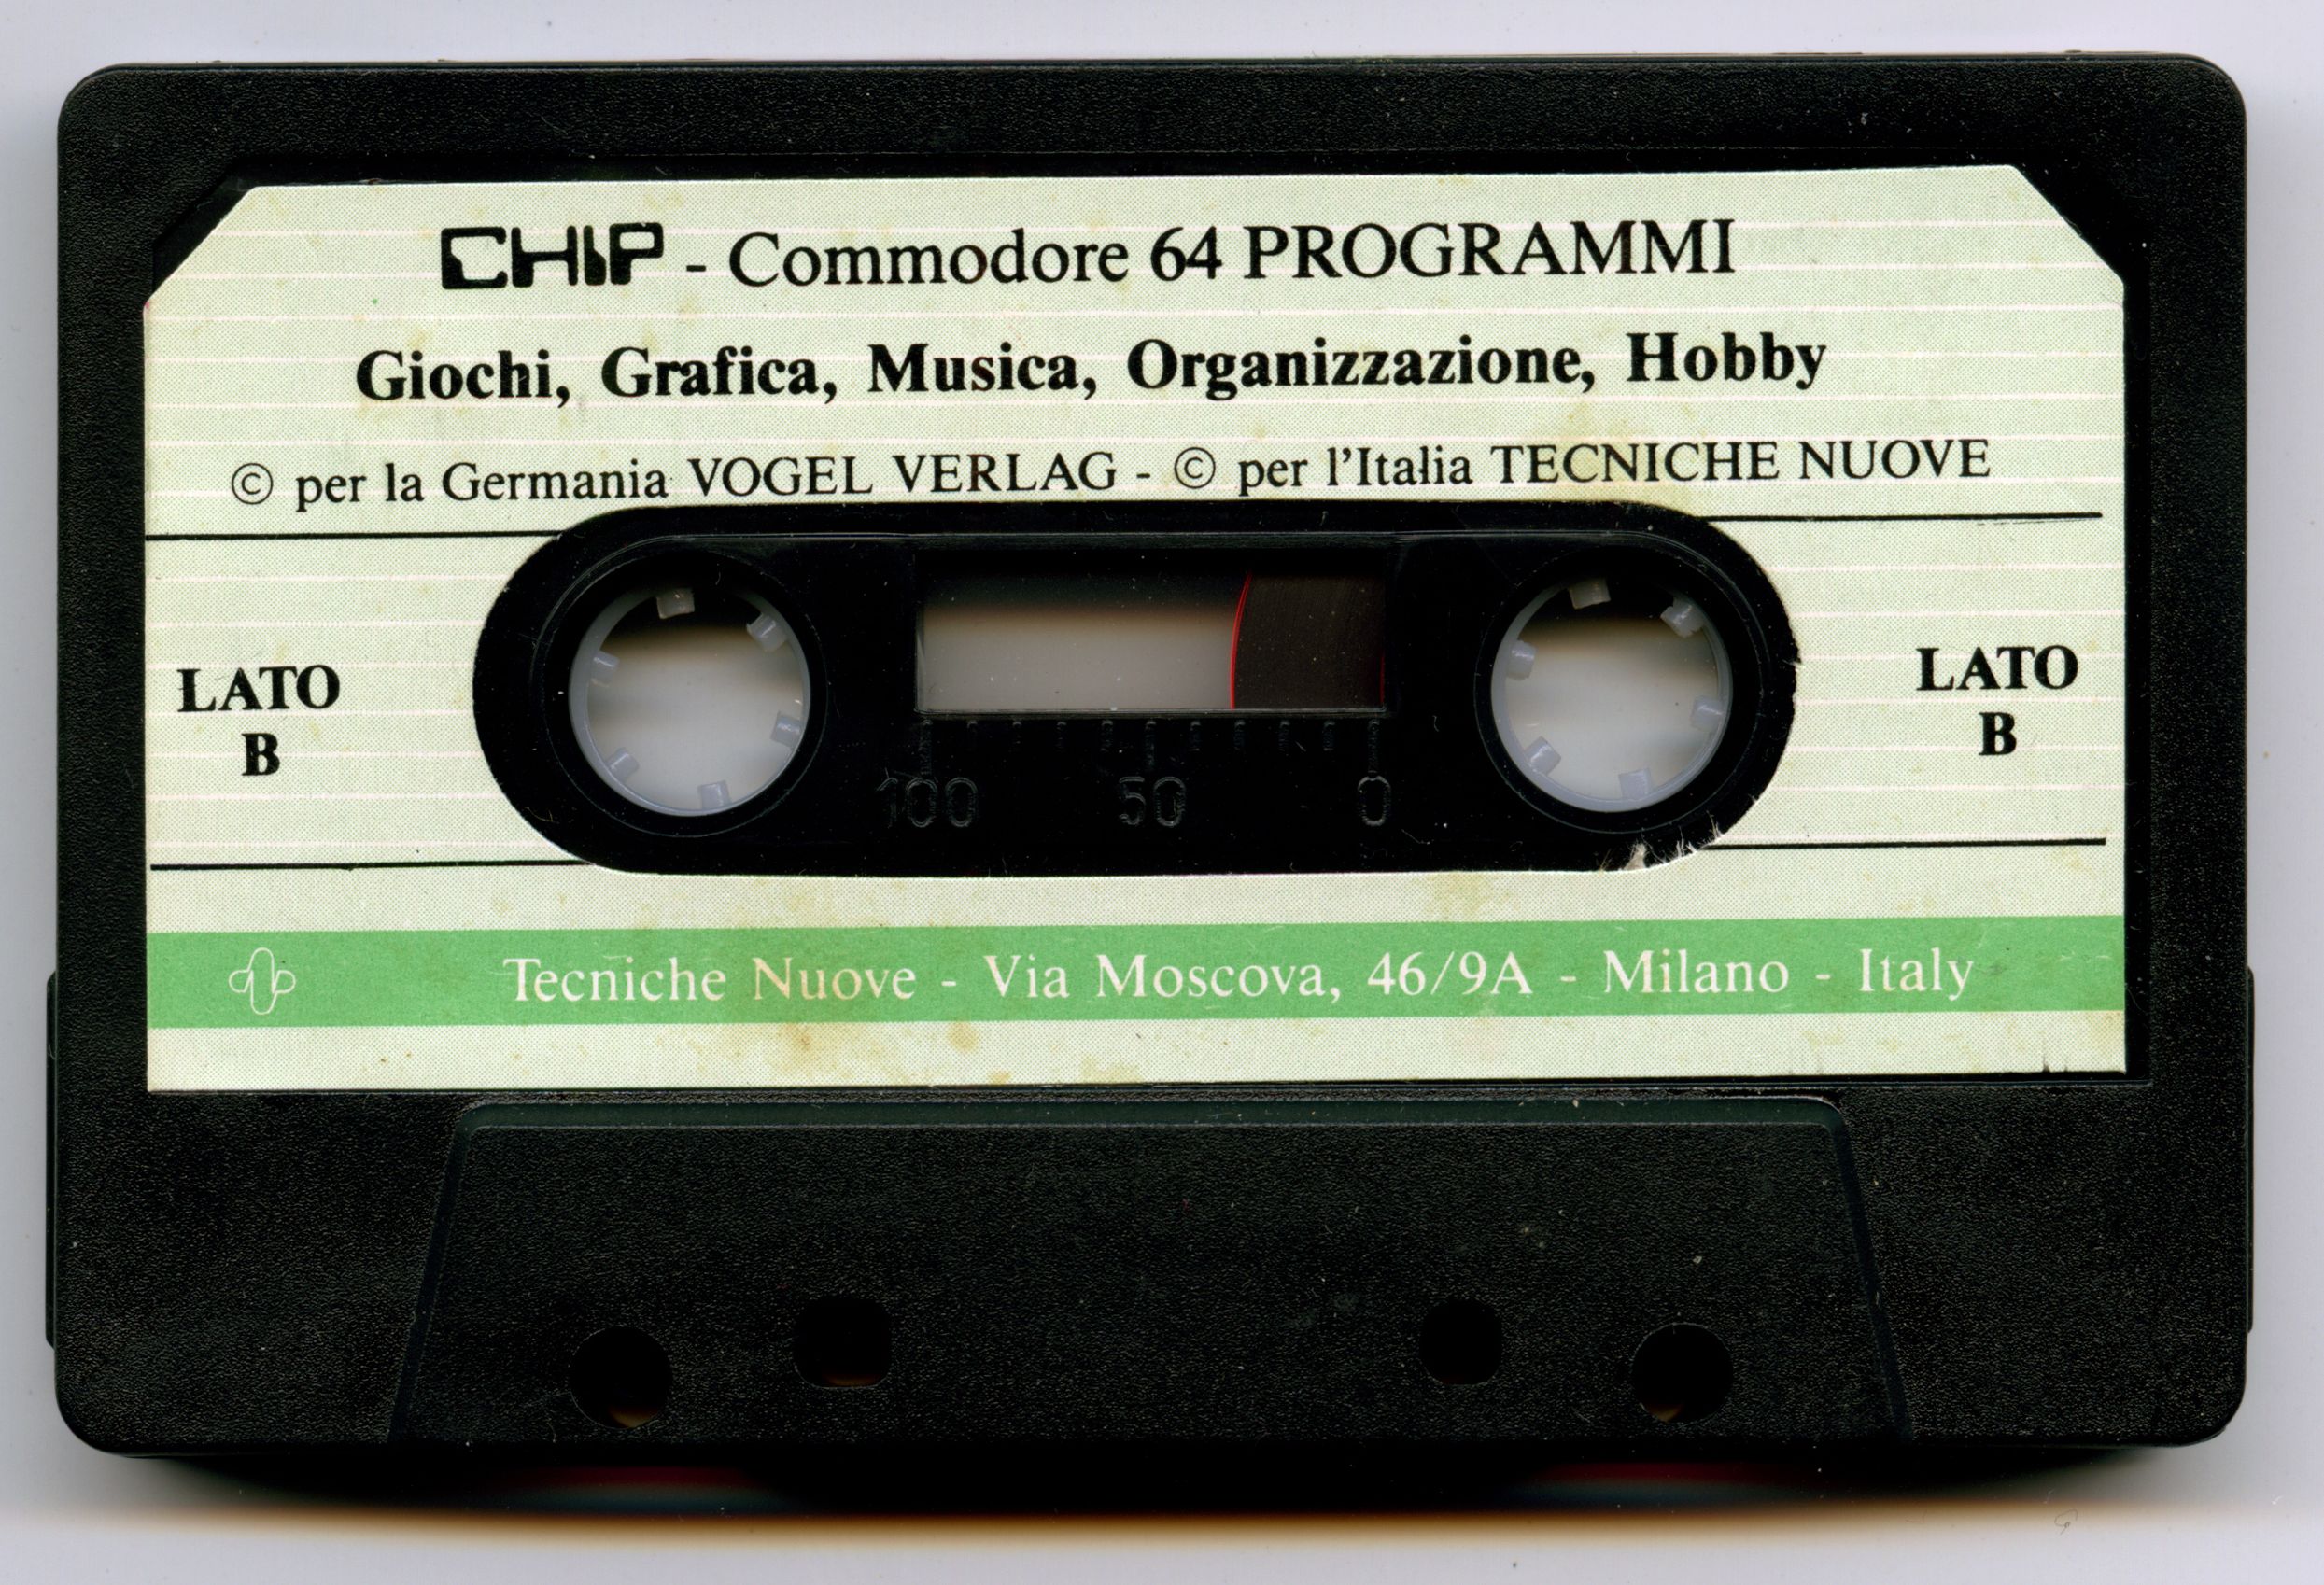 CHIP - Commodore 64 PROGRAMMI
Giochi, Grafica, Musica, Organizzazione, Hobby
© per la Germania VOGEL VERLAG - © per l'Italia TECNICHE NUOVE
LATO
B
LATO
B
100 50 0
Tecniche Nuove - Via Moscova, 46/9A - Milano - Italy